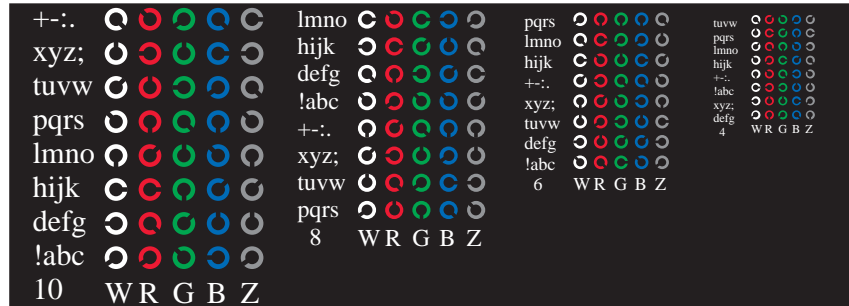 +-:.
xyz;
tuvw
pqrs
lmno
hijk
defg
!abc
10 W R G B Z
lmno
hijk
defg
!abc
+-:.
xyz;
tuvw
pqrs
8 W R G B Z
pqrs
lmno
hijk
+-:.
xyz;
tuvw
defg
!abc
6 W R G B Z
tuvw
pqrs
lmno
hijk
+-:.
!abc
xyz;
defg
4 W R G B Z